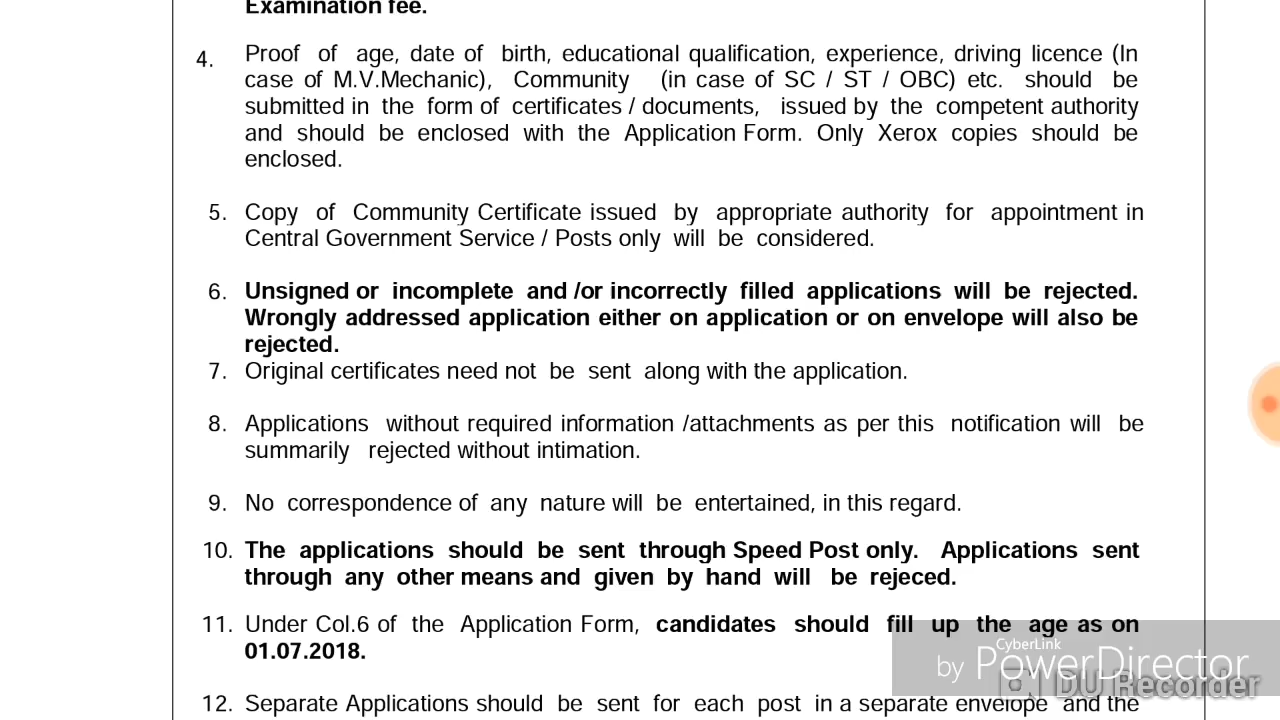 Examination fee.
4. Proof of age, date of birth, educational qualification, experience, driving licence (In
case of M.V.Mechanic), Community (in case of SC / ST / OBC) etc. should be
submitted in the form of certificates / documents, issued by the competent authority
and should be enclosed with the Application Form. Only Xerox copies should be
enclosed.
5. Copy of Community Certificate issued by appropriate authority for appointment in
Central Government Service / Posts only will be considered.
6. Unsigned or incomplete and /or incorrectly filled applications will be rejected.
Wrongly addressed application either on application or on envelope will also be
rejected.
7. Original certificates need not be sent along with the application.
8. Applications without required information /attachments as per this notification will be
summarily rejected without intimation.
9. No correspondence of any nature will be entertained, in this regard.
10. The applications should be sent through Speed Post only. Applications sent
through any other means and given by hand will be rejeced.
11. Under Col.6 of the Application Form, candidates should fill up the age as on
01.07.2018.
12. Separate Applications should be sent for each post in a separate envelope and the
CyberLink
by PowerDirector
DU Recorder